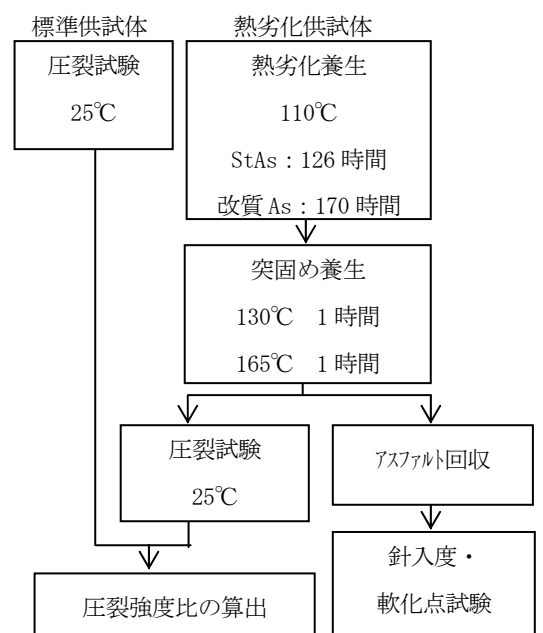 標準供試体
圧裂試験
25℃
熱劣化供試体
熱劣化養生
110℃
StAs：126 時間
改質 As：170 時間
突固め養生
130℃ 1 時間
165℃ 1 時間
圧裂試験
25℃
ｱｽﾌｧﾙﾄ回収
圧裂強度比の算出
針入度・
軟化点試験